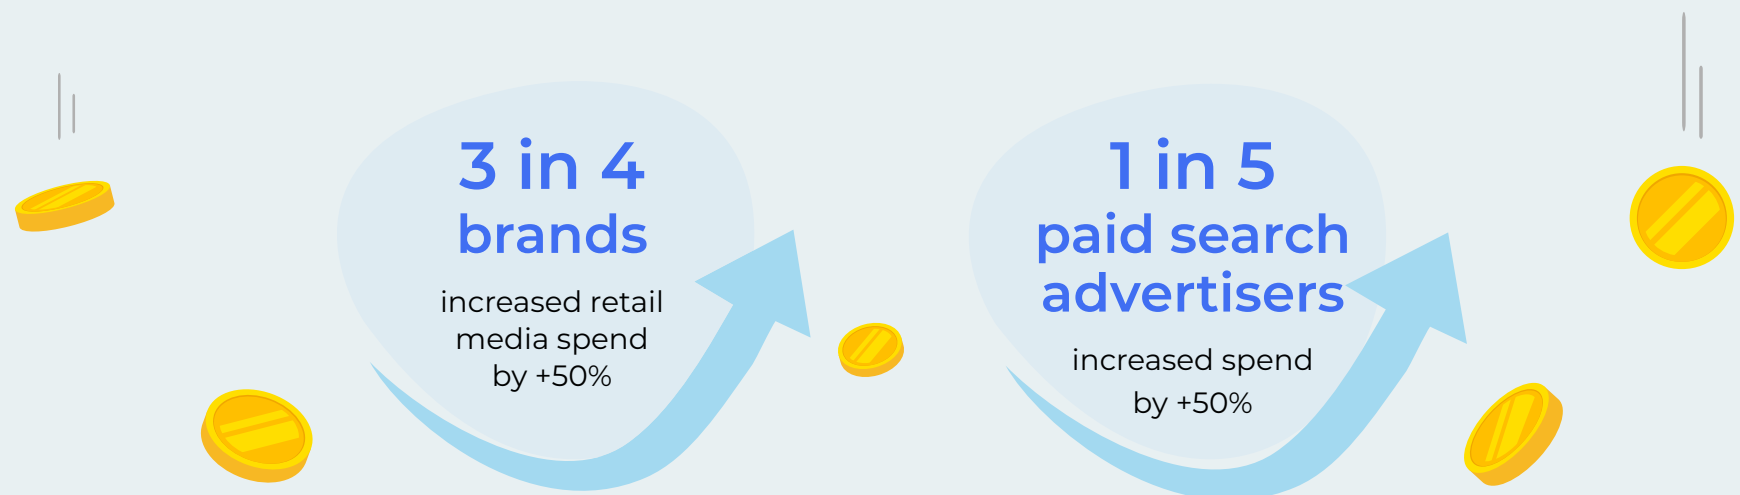 3 in 4
brands
increased retail
media spend
by +50%
1 in 5
paid search
advertisers
increased spend
by +50%